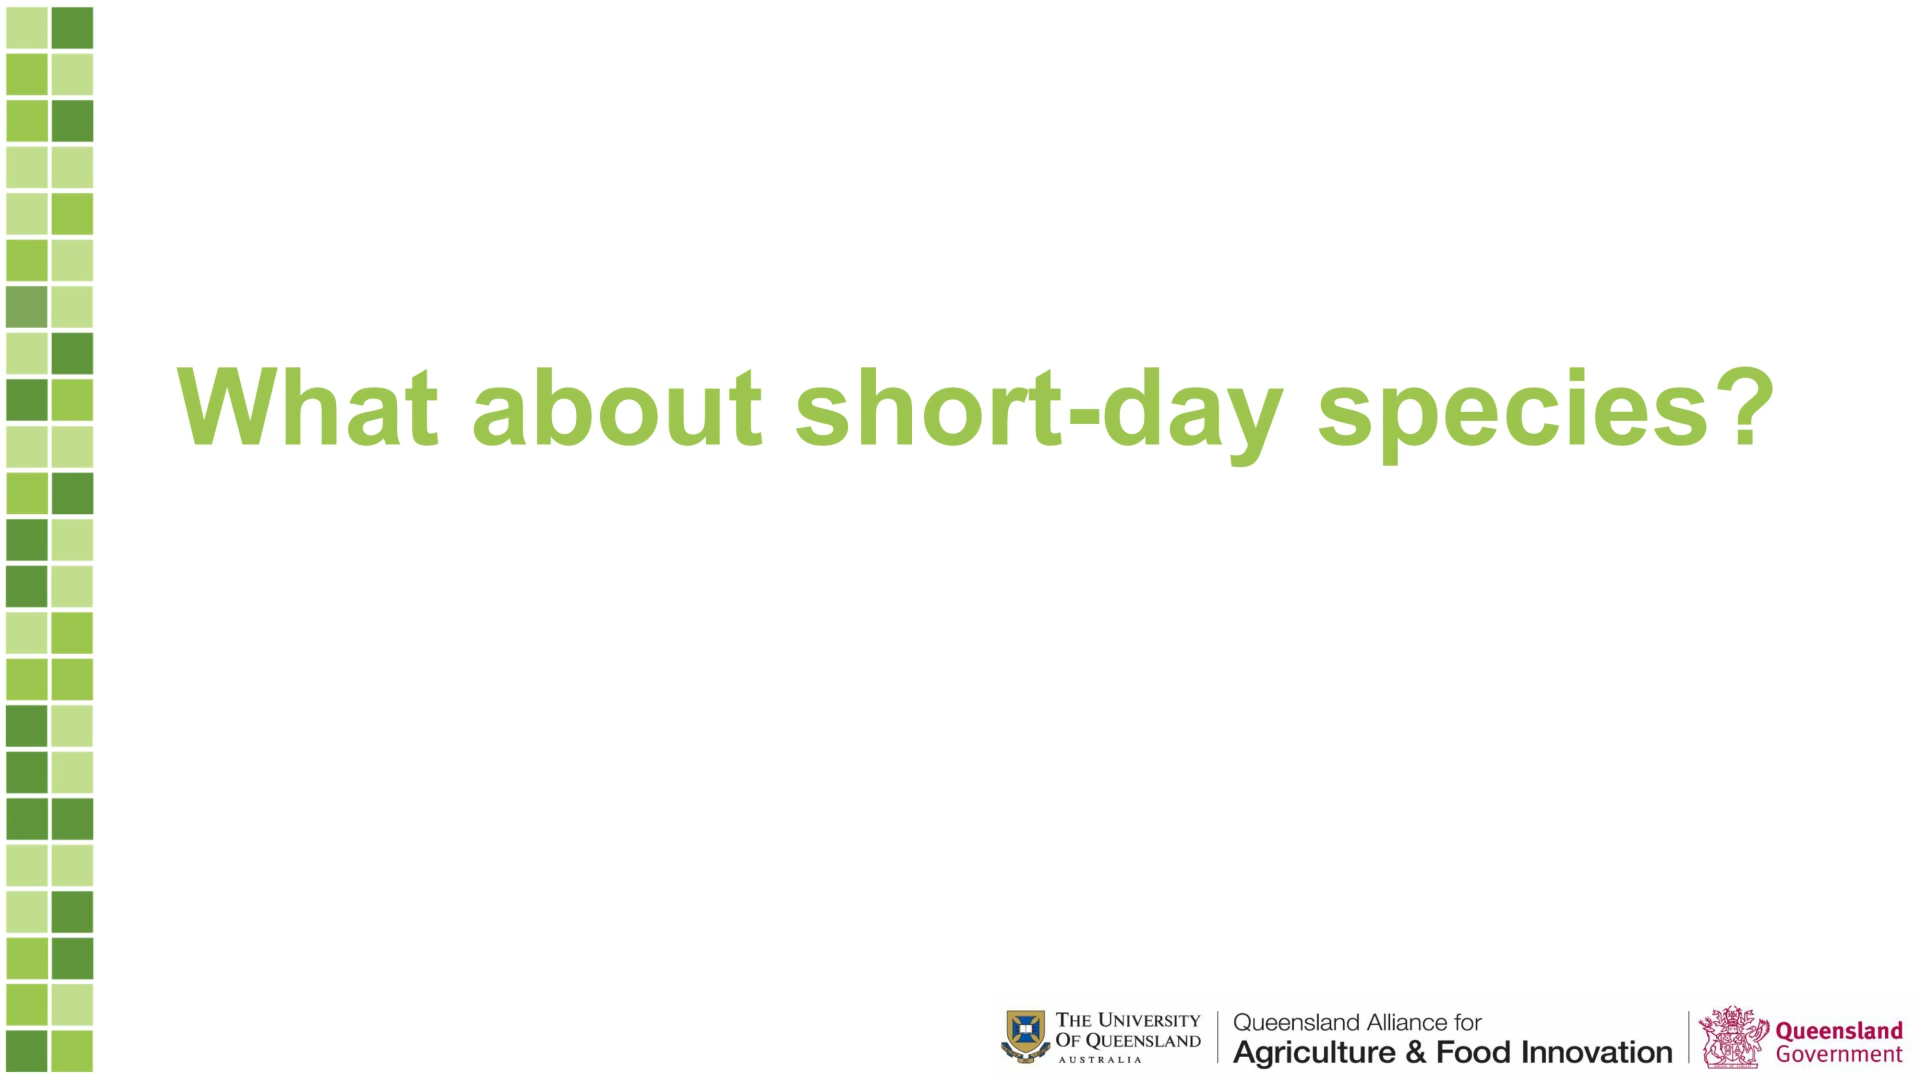 What about short-day species?
THE UNIVERSITY
OF QUEENSLAND
AUSTRALIA
Queensland Alliance for
Agriculture & Food Innovation
Queensland
Government